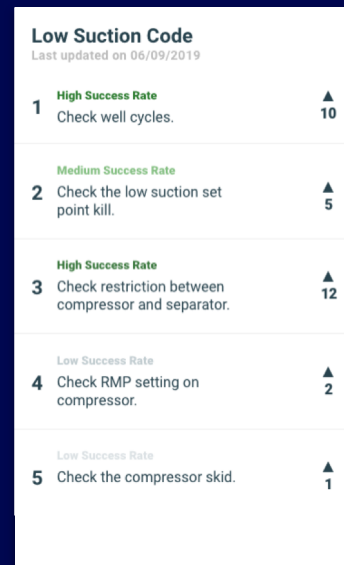 Low Suction Code
Last updated on 06/09/2019
High Success Rate
1 Check well cycles.
▲
10
Medium Success Rate
2 Check the low suction set
point kill.
▲
5
High Success Rate
3 Check restriction between
compressor and separator.
▲
12
Low Success Rate
4 Check RMP setting on
compressor.
▲
2
Low Success Rate
5 Check the compressor skid.
▲
1